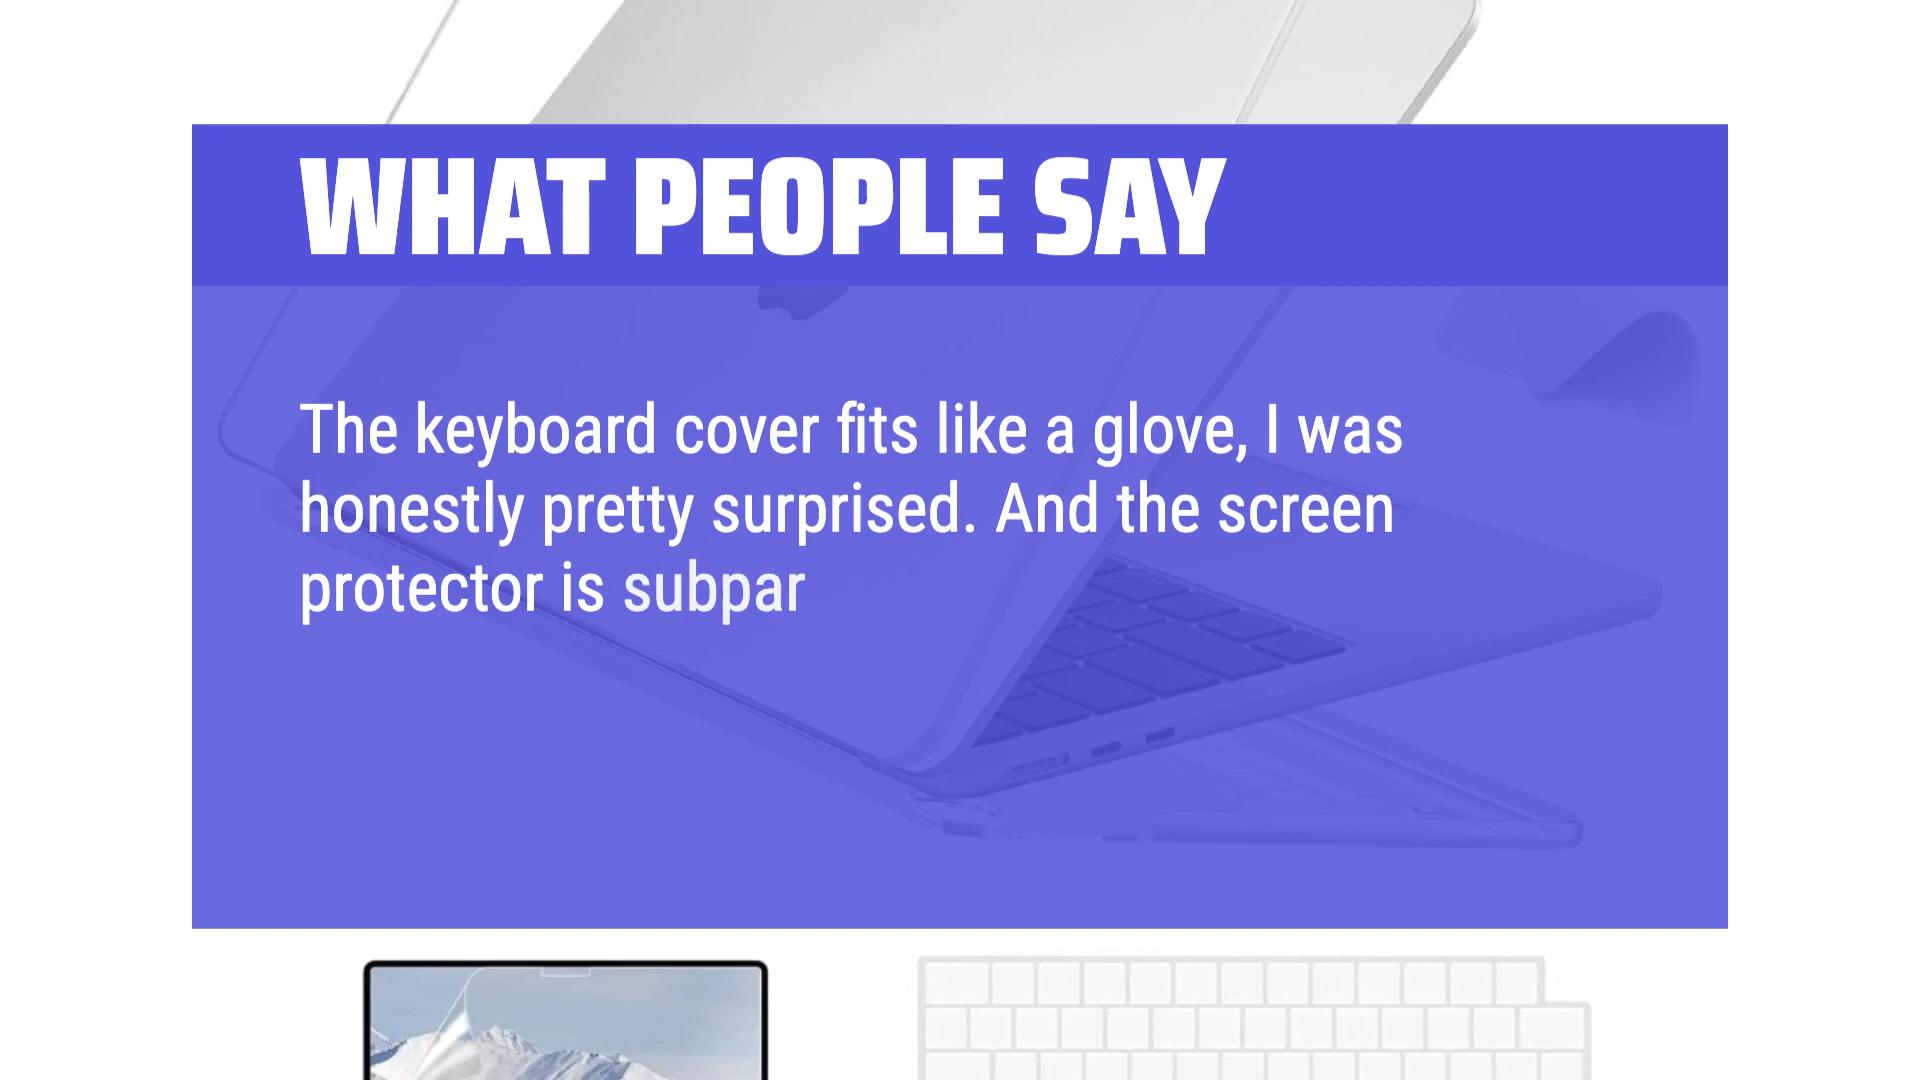 WHAT PEOPLE SAY
The keyboard cover fits like a glove, I was
honestly pretty surprised. And the screen
protector is subpar